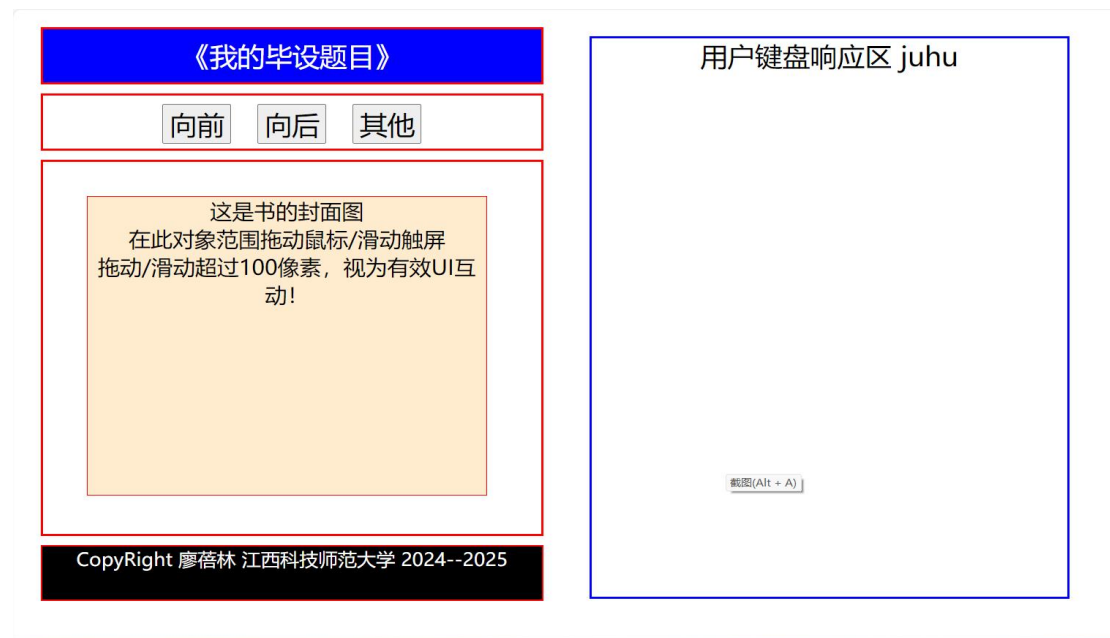 《我的毕设题目》
向前 向后 其他
这是书的封面图
在此对象范围拖动鼠标/滑动触屏
拖动/滑动超过100像素，视为有效UI互
动！
CopyRight 廖蓓林 江西科技师范大学 2024--2025
用户键盘响应区 juhu
截图(Alt + A)